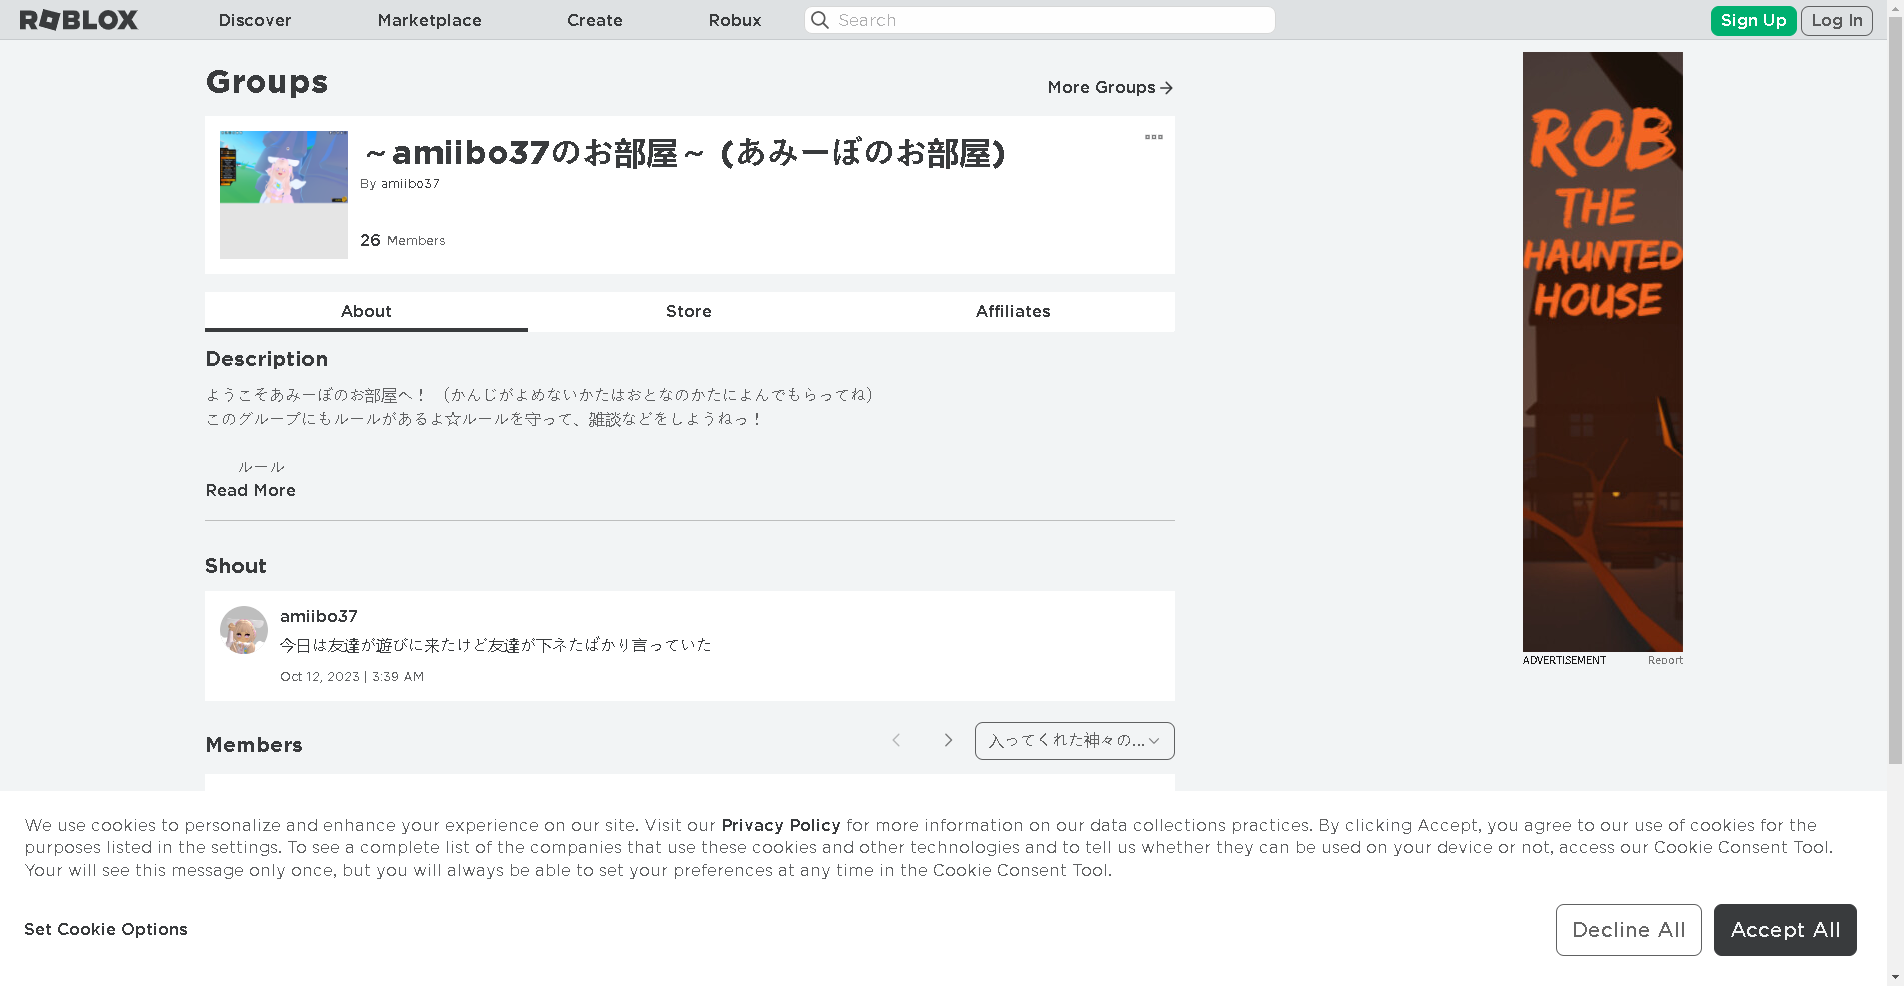 ROBLOX
Discover
Marketplace
Create
Robux
Search
Sign Up
Log In
Groups
More Groups
～amiibo37のお部屋～ (あみーぼのお部屋)
By amiibo37
26 Members
About
Store
Affiliates
Description
ようこそあみーぼのお部屋へ！ （かんじがよめないかたはおとなのかたによんでもらってね）
このグループにもルールがあるよ☆ルールを守って、雑談などをしようねっ！
ルール
Read More
Shout
amiibo37
今日は友達が遊びに来たけど友達が下ネたばかり言っていた
Oct 12, 2023 | 3:39 AM
Members
入ってくれた神々の...
ROB
THE
HAUNTED
HOUSE
ADVERTISEMENT
Report
We use cookies to personalize and enhance your experience on our site. Visit our Privacy Policy for more information on our data collections practices. By clicking Accept, you agree to our use of cookies for the
purposes listed in the settings. To see a complete list of the companies that use these cookies and other technologies and to tell us whether they can be used on your device or not, access our Cookie Consent Tool.
Your will see this message only once, but you will always be able to set your preferences at any time in the Cookie Consent Tool.
Set Cookie Options
Decline All
Accept All